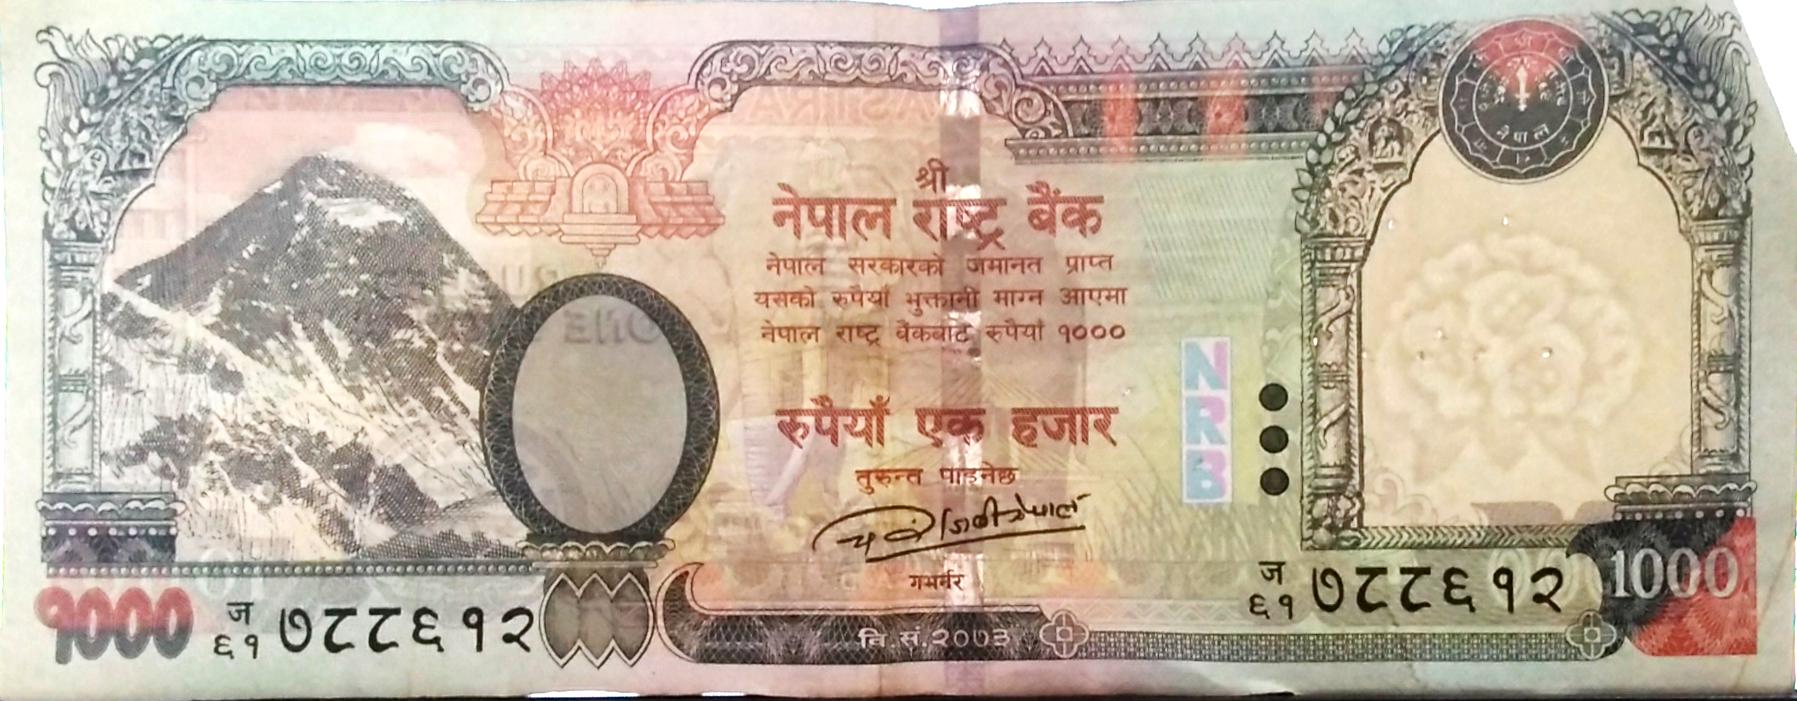 श्री
नेपाल राष्ट्र बैंक
नेपाल सरकारको जमानत प्राप्त
यसको रुपैयाँ भुक्तानी माग्न आएमा
नेपाल राष्ट्र बैंकबाट रुपैयाँ १०००
रुपैयाँ एक हजार
तुरुन्त पाइनेछ
गभर्नर
NRB
नेपाल
१०००
ज
६१ ७८८६१२
वि.सं.२०७३
ज
६१ ७८८६१२
1000